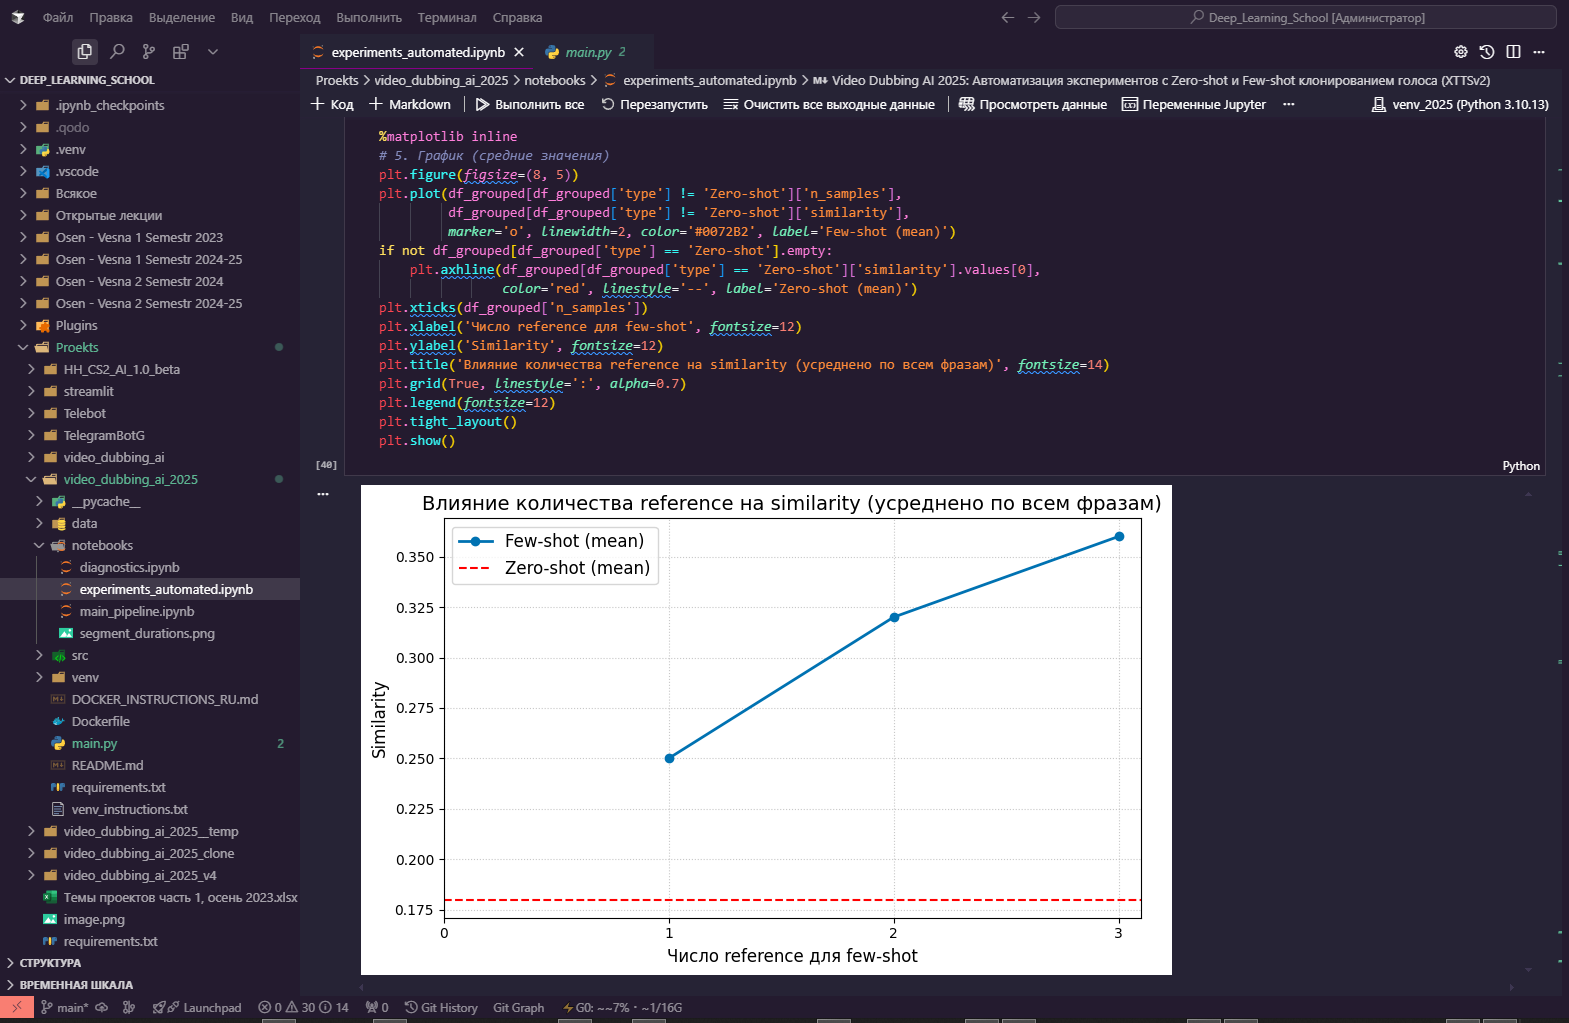 Файл Правка Выделение Вид Переход Выполнить Терминал Справка
Deep_Learning_School [Администратор]
experiments_automated.ipynb
main.py 2
DEEP_LEARNING_SCHOOL
.ipynb_checkpoints
.qodo
.venv
.vscode
Всякое
Открытые лекции
Osen - Vesna 1 Semestr 2023
Osen - Vesna 1 Semestr 2024-25
Osen - Vesna 2 Semestr 2024
Osen - Vesna 2 Semestr 2024-25
Plugins
Proekts
HH_CS2_AI_1.0_beta
streamlit
Telebot
TelegramBotG
video_dubbing_ai
video_dubbing_ai_2025
__pycache__
data
notebooks
diagnostics.ipynb
experiments_automated.ipynb
main_pipeline.ipynb
segment_durations.png
src
venv
DOCKER_INSTRUCTIONS_RU.md
Dockerfile
main.py 2
README.md
requirements.txt
venv_instructions.txt
video_dubbing_ai_2025__temp
video_dubbing_ai_2025_clone
video_dubbing_ai_2025_v4
Темы проектов часть 1, осень 2023.xlsx
image.png
requirements.txt
СТРУКТУРА
ВРЕМЕННАЯ ШКАЛА
Proekts > video_dubbing_ai_2025 > notebooks > experiments_automated.ipynb > M↓ Video Dubbing AI 2025: Автоматизация экспериментов с Zero-shot и Few-shot клонированием голоса (XTTSv2)
+ Код + Markdown Выполнить все Перезапустить Очистить все выходные данные Просмотреть данные Переменные Jupyter ... venv_2025 (Python 3.10.13)
%matplotlib inline
# 5. График (средние значения)
plt.figure(figsize=(8, 5))
plt.plot(df_grouped[df_grouped['type'] != 'Zero-shot']['n_samples'],
df_grouped[df_grouped['type'] != 'Zero-shot']['similarity'],
marker='o', linewidth=2, color='#0072B2', label='Few-shot (mean)')
if not df_grouped[df_grouped['type'] == 'Zero-shot'].empty:
plt.axhline(df_grouped[df_grouped['type'] == 'Zero-shot']['similarity'].values[0],
color='red', linestyle='--', label='Zero-shot (mean)')
plt.xticks(df_grouped['n_samples'])
plt.xlabel('Число reference для few-shot', fontsize=12)
plt.ylabel('Similarity', fontsize=12)
plt.title('Влияние количества reference на similarity (усреднено по всем фразам)', fontsize=14)
plt.grid(True, linestyle=':', alpha=0.7)
plt.legend(fontsize=12)
plt.tight_layout()
plt.show()
[40]
Python
Влияние количества reference на similarity (усреднено по всем фразам)
Few-shot (mean)
Zero-shot (mean)
0.350
0.325
0.300
0.275
0.250
0.225
0.200
0.175
Similarity
0 1 2 3
Число reference для few-shot
main* Launchpad 0 30 14 0 Git History Git Graph G0: ~~7% · ~1/16G